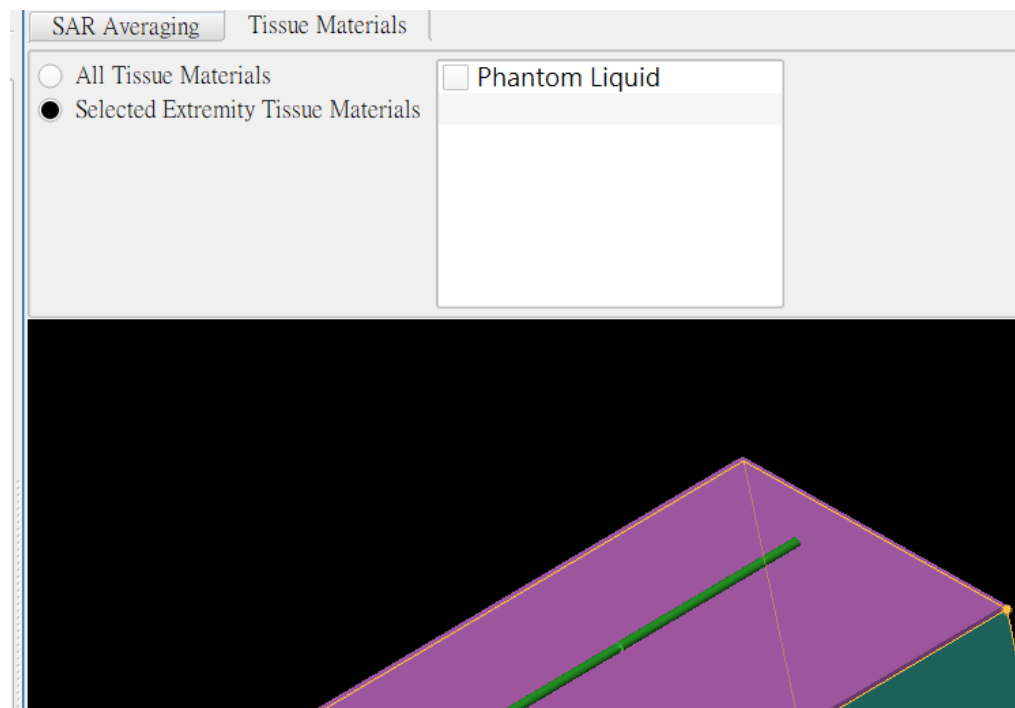 SAR Averaging
Tissue Materials
All Tissue Materials
Selected Extremity Tissue Materials
Phantom Liquid